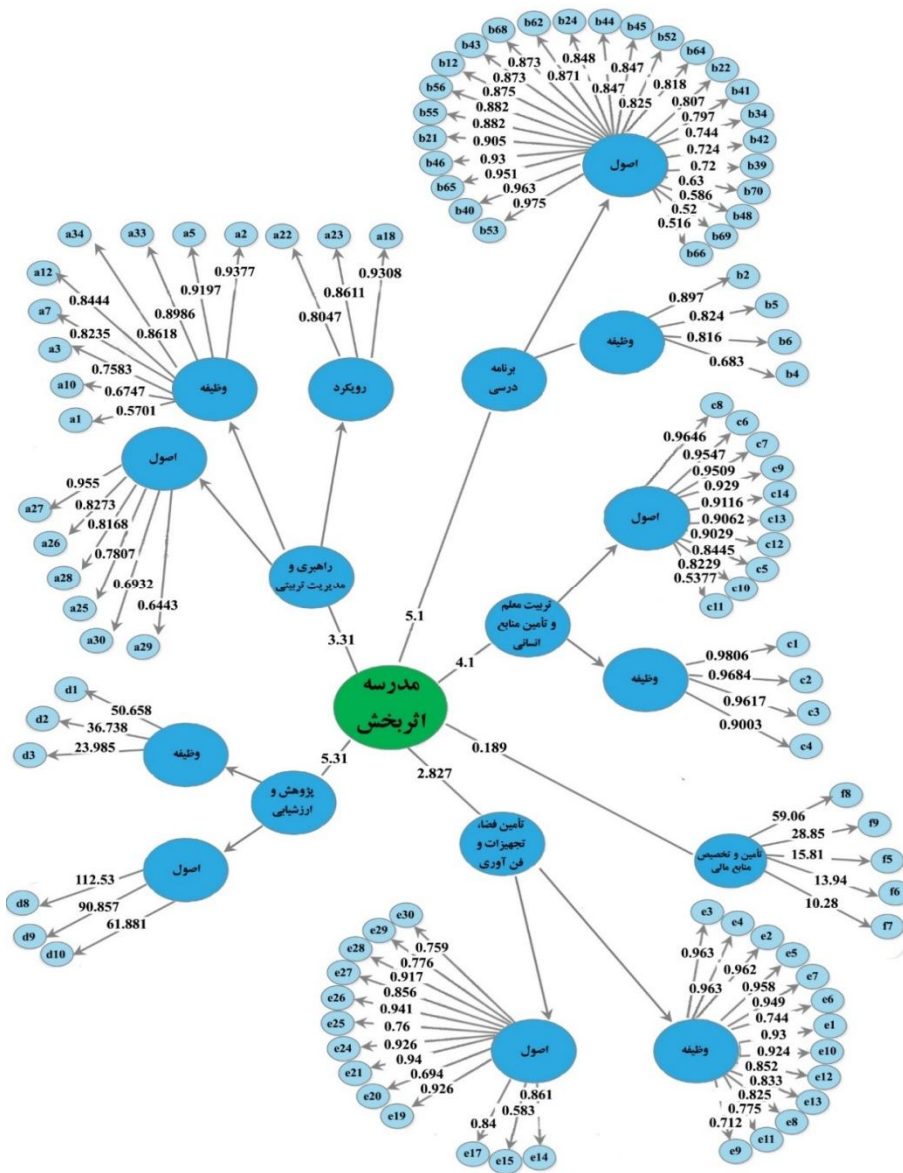 b68
b62
b24
b44
b45
b52
b64
b22
b41
b34
b42
b39
b70
b48
b69
b66
b43
b12
b56
b55
b21
b46
b65
b40
b53
0.873
0.871
0.848
0.847
0.847
0.825
0.818
0.807
0.797
0.744
0.724
0.72
0.63
0.586
0.52
0.516
0.873
0.875
0.882
0.882
0.905
0.93
0.951
0.963
0.975
اصول
b2
b5
b6
b4
0.897
0.824
0.816
0.683
وظیفه
برنامه
درسی
a34
a33
a5
a2
a22
a23
a18
a12
a7
a3
a10
a1
0.9377
0.9197
0.8986
0.8618
0.8444
0.8235
0.7583
0.6747
0.5701
وظیفه
0.8047
0.8611
0.9308
رویکرد
اصول
0.955
0.8273
0.8168
0.7807
0.6932
0.6443
a27
a26
a28
a25
a30
a29
راهبری و
مدیریت تربیتی
c8
c6
c7
c9
c14
c13
c12
c5
c10
c11
0.9646
0.9547
0.9509
0.929
0.9116
0.9062
0.9029
0.8445
0.8229
0.5377
اصول
تربیت معلم
و تأمین منابع
انسانی
0.9806
0.9684
0.9617
0.9003
c1
c2
c3
c4
وظیفه
3.31
5.1
4.1
مدرسه
اثربخش
5.31
2.827
0.189
d1
d2
d3
50.658
36.738
23.985
وظیفه
پژوهش و
ارزشیابی
اصول
112.53
90.857
61.881
d8
d9
d10
تأمین فضا،
تجهیزات و
فن آوری
تأمین و تخصیص
منابع مالی
59.06
28.85
15.81
13.94
10.28
f8
f9
f5
f6
f7
e30
e29
e28
e27
e26
e25
e24
e21
e20
e19
e17
e15
e14
0.759
0.776
0.917
0.856
0.941
0.76
0.926
0.94
0.694
0.926
0.84
0.583
0.861
اصول
e3
e4
e2
e5
e7
e6
e1
e10
e12
e13
e8
e11
e9
0.963
0.963
0.962
0.958
0.949
0.744
0.93
0.924
0.852
0.833
0.825
0.775
0.712
وظیفه